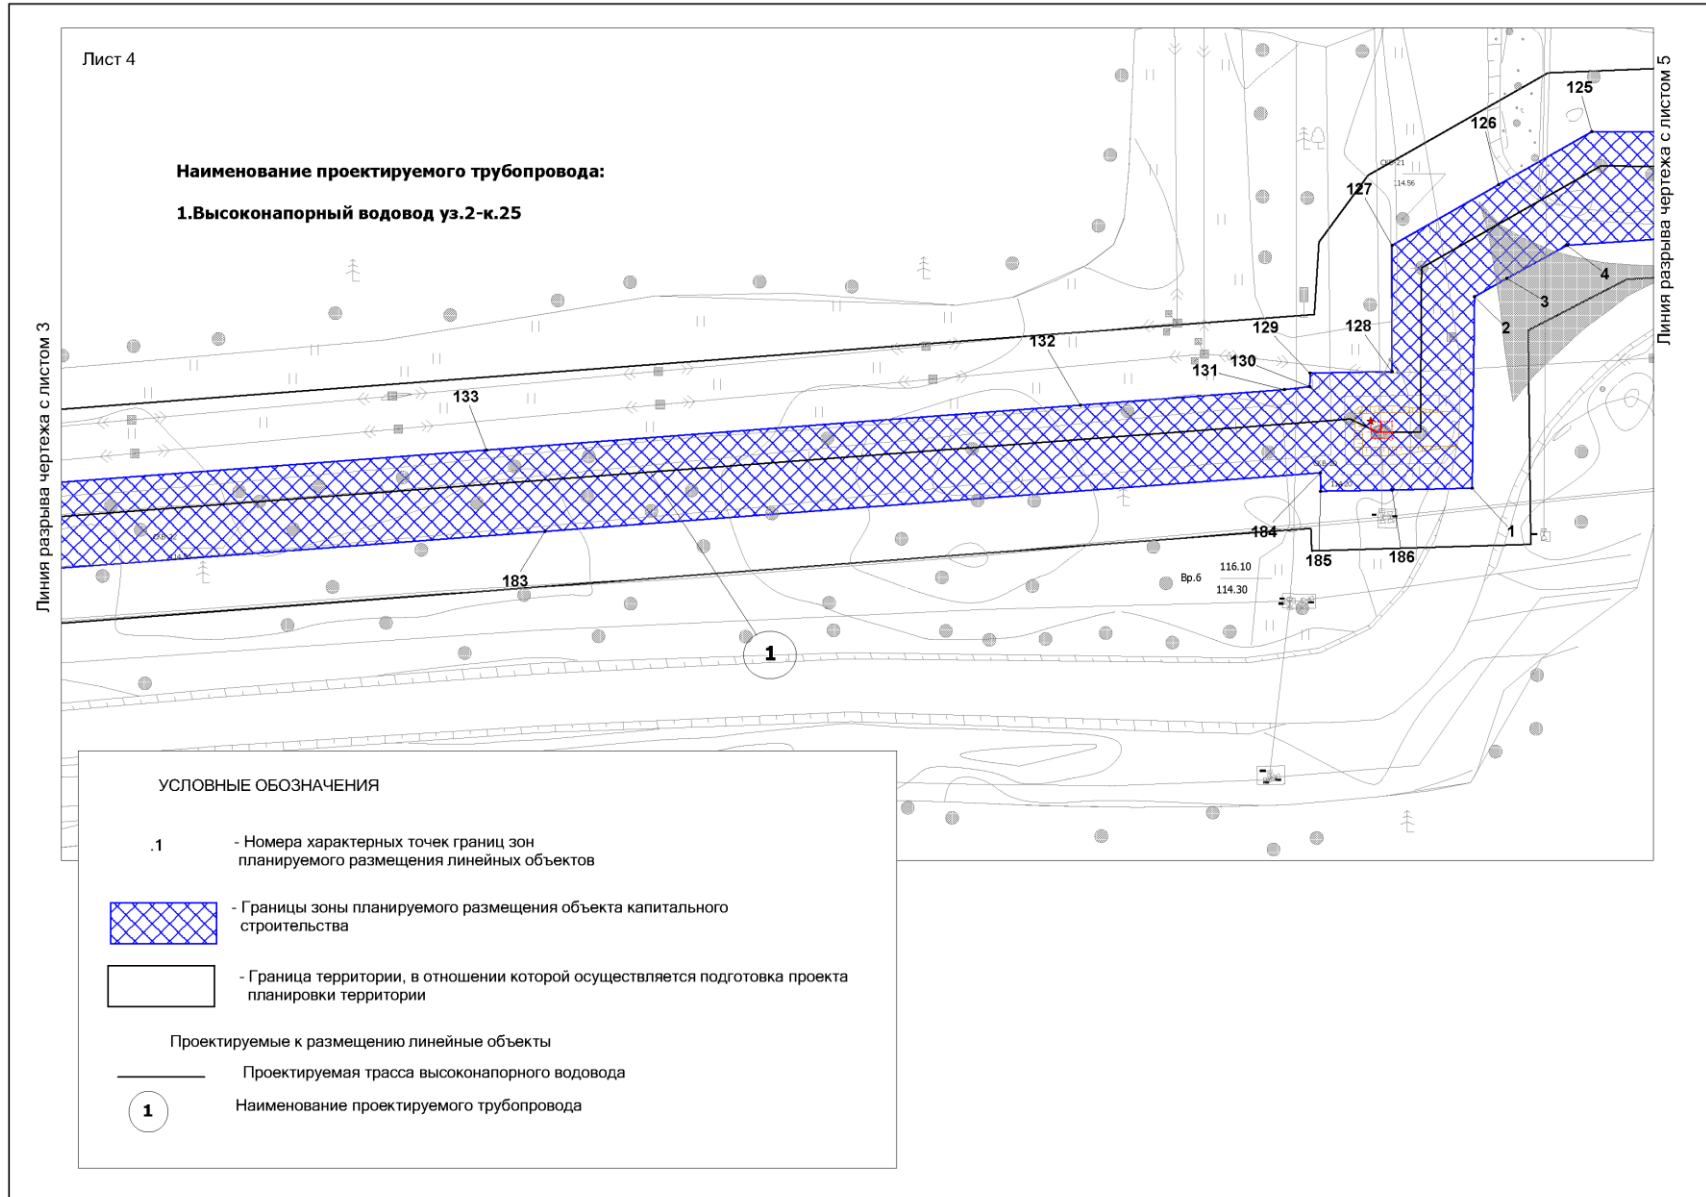 Лист 4
Линия разрыва чертежа с листом 5
125
126
Наименование проектируемого трубопровода:
114.56
127
1.Высоконапорный водовод уз.2-к.25
4
3
2
129
128
132
130
131
133
Линия разрыва чертежа с листом 3
184
1
185
186
116.10
Вр.6
114.30
183
1
УСЛОВНЫЕ ОБОЗНАЧЕНИЯ
.1
- Номера характерных точек границ зон
планируемого размещения линейных объектов
- Границы зоны планируемого размещения объекта капитального
строительства
- Граница территории, в отношении которой осуществляется подготовка проекта
планировки территории
Проектируемые к размещению линейные объекты
Проектируемая трасса высоконапорного водовода
1
Наименование проектируемого трубопровода